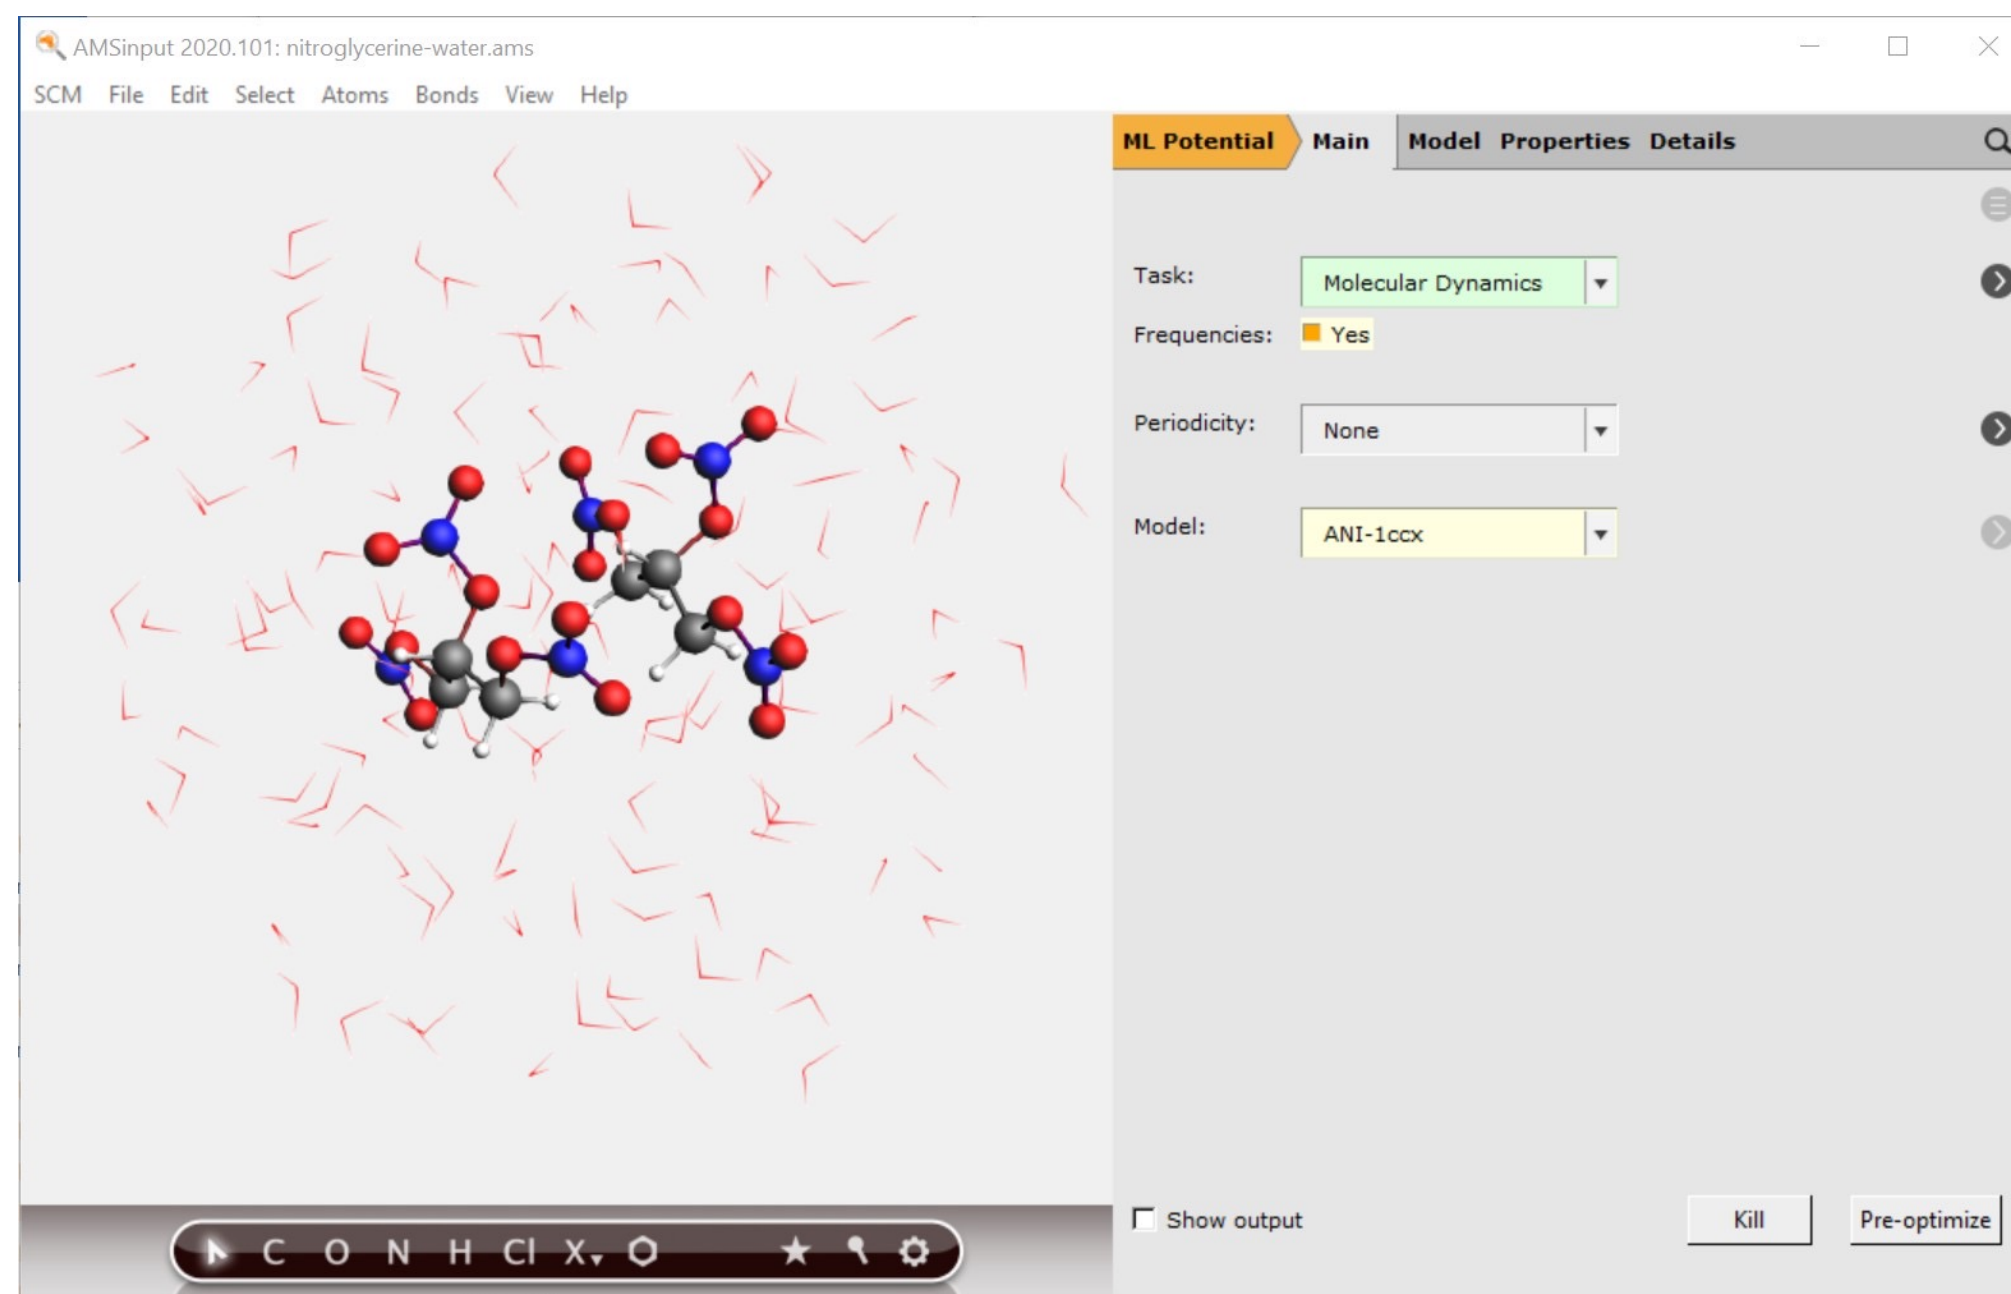 AMSinput 2020.101: nitroglycerine-water.ams
SCM File Edit Select Atoms Bonds View Help
ML Potential Main Model Properties Details
Task: Molecular Dynamics
Frequencies: Yes
Periodicity: None
Model: ANI-1ccx
Show output Kill Pre-optimize
C O N H Cl X